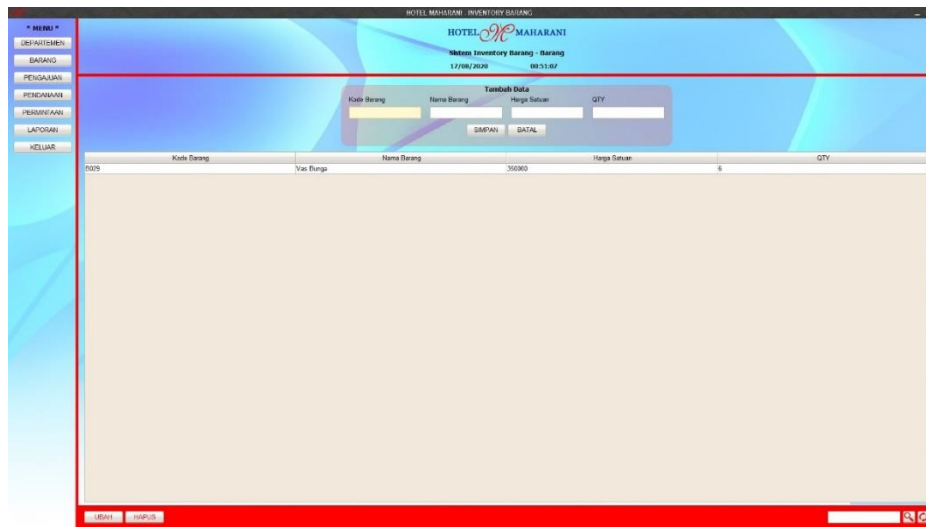 HOTEL MAHARANI - INVENTORY BARANG
* MENU *
DEPARTEMEN
BARANG
PENGAJUAN
PENDANAAN
PERMINTAAN
LAPORAN
KELUAR
HOTEL M MAHARANI
Sistem Inventory Barang - Barang
17/08/2020 00:51:07
Tambah Data
Kode Barang Nama Barang Harga Satuan QTY
SIMPAN BATAL
Kode Barang Nama Barang Harga Satuan QTY
B029 Vas Bunga 350000 6
UBAH HAPUS